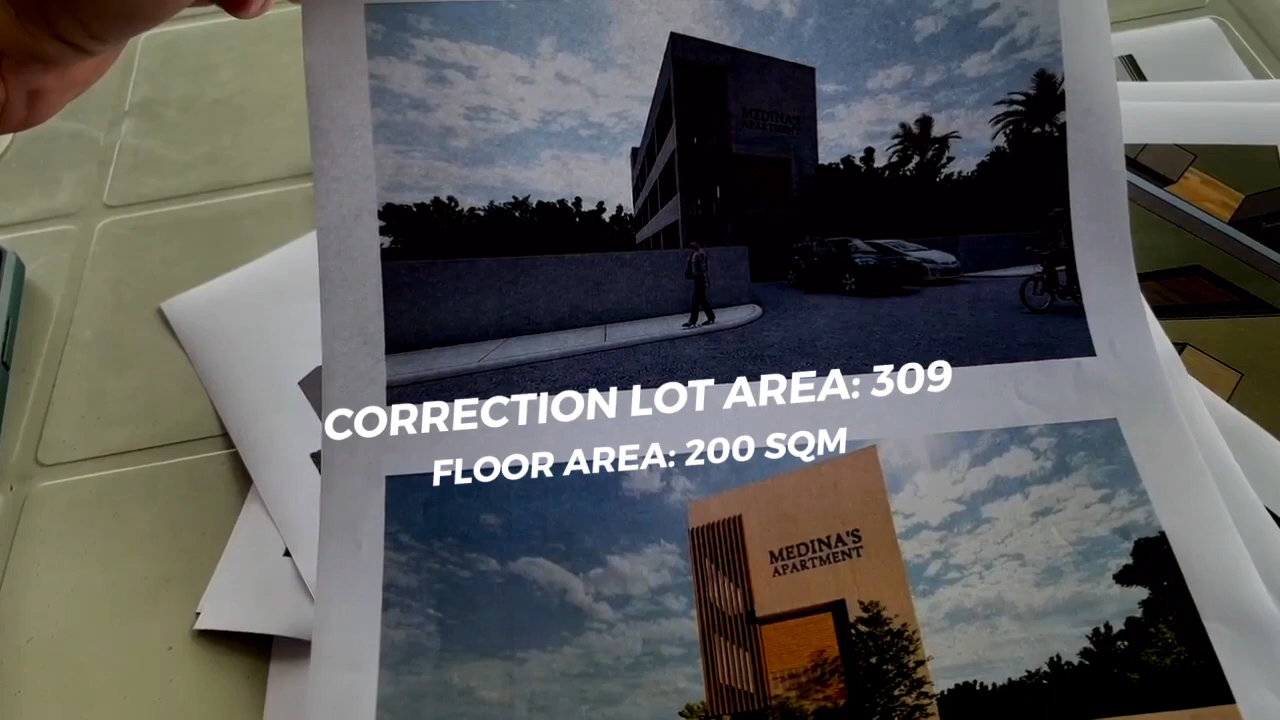 MEDINA'S
APARTMENT
CORRECTION LOT AREA: 309
FLOOR AREA: 200 SQM
MEDINA'S
APARTMENT